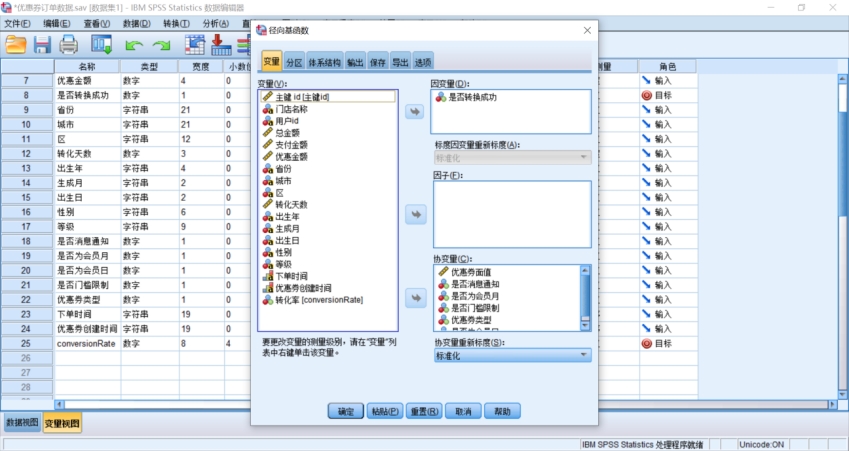 *优惠券订单数据.sav [数据集1] - IBM SPSS Statistics 数据编辑器
文件(F) 编辑(E) 查看(V) 数据(D) 转换(T) 分析(A)
名称 类型 宽度 测量 角色
7 优惠金额 数字 4 0 输入
8 是否转换成功 数字 1 0 目标
9 省份 字符串 21 0 输入
10 城市 字符串 21 0 输入
11 区 字符串 12 0 输入
12 转化天数 数字 3 0 输入
13 出生年 字符串 4 0 输入
14 生成月 字符串 2 0 输入
15 出生日 字符串 2 0 输入
16 性别 字符串 6 0 输入
17 等级 字符串 9 0 输入
18 是否消息通知 数字 1 0 输入
19 是否为会员月 数字 1 0 输入
20 是否为会员日 数字 1 0 输入
21 是否门槛限制 数字 1 0 输入
22 优惠券类型 数字 1 0 输入
23 下单时间 字符串 19 0 输入
24 优惠券创建时间 字符串 19 0 输入
25 conversionRate 数字 8 4 目标
26
27
28
径向基函数
变量 分区 体系结构 输出 保存 导出 选项
变量(V):
主键 id [主键id]
门店名称
用户id
总金额
支付金额
优惠金额
省份
城市
区
转化天数
出生年
生成月
出生日
性别
等级
下单时间
优惠券创建时间
转化率 [conversionRate]
要更改变量的测量级别，请在“变量”列
表中右键单击该变量。
因变量(D):
是否转换成功
标度因变量重新标度(A):
标准化
因子(F):
协变量(C):
优惠券面值
是否消息通知
是否为会员月
是否门槛限制
优惠券类型
是否为会员日
协变量重新标度(S):
标准化
确定 粘贴(P) 重置(R) 取消 帮助
数据视图 变量视图
IBM SPSS Statistics 处理程序就绪 Unicode:ON